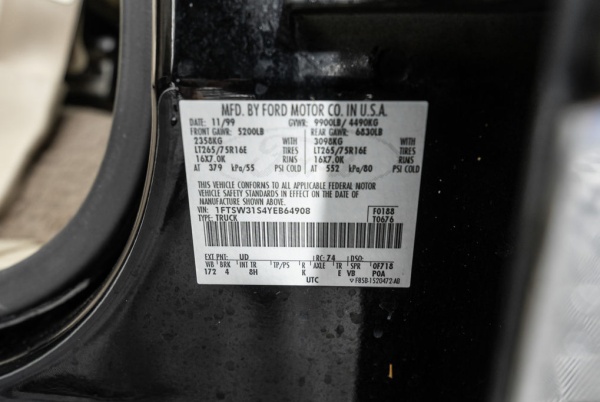 MFD. BY FORD MOTOR CO. IN U.S.A.
DATE: 11/99 GVWR: 9900LB/ 4490KG
FRONT GAWR: 5200LB REAR GAWR: 6830LB
2358KG WITH 3098KG WITH
LT265/75R16E TIRES LT265/75R16E TIRES
16X7.0K RIMS 16X7.0K RIMS
AT 379 kPa/55 PSI COLD AT 552 kPa/80 PSI COLD
THIS VEHICLE CONFORMS TO ALL APPLICABLE FEDERAL MOTOR
VEHICLE SAFETY STANDARDS IN EFFECT ON THE DATE OF
MANUFACTURE SHOWN ABOVE.
VIN: 1FTSW31S4YEB64908 F0188
TYPE: TRUCK T0676
EXT PNT: UD RC: 74 DSO:
WB BRK INT TR TP/PS R AXLE TR SPR 0F718
172 4 8H K E VB POA
UTC F85B-1520472-AB